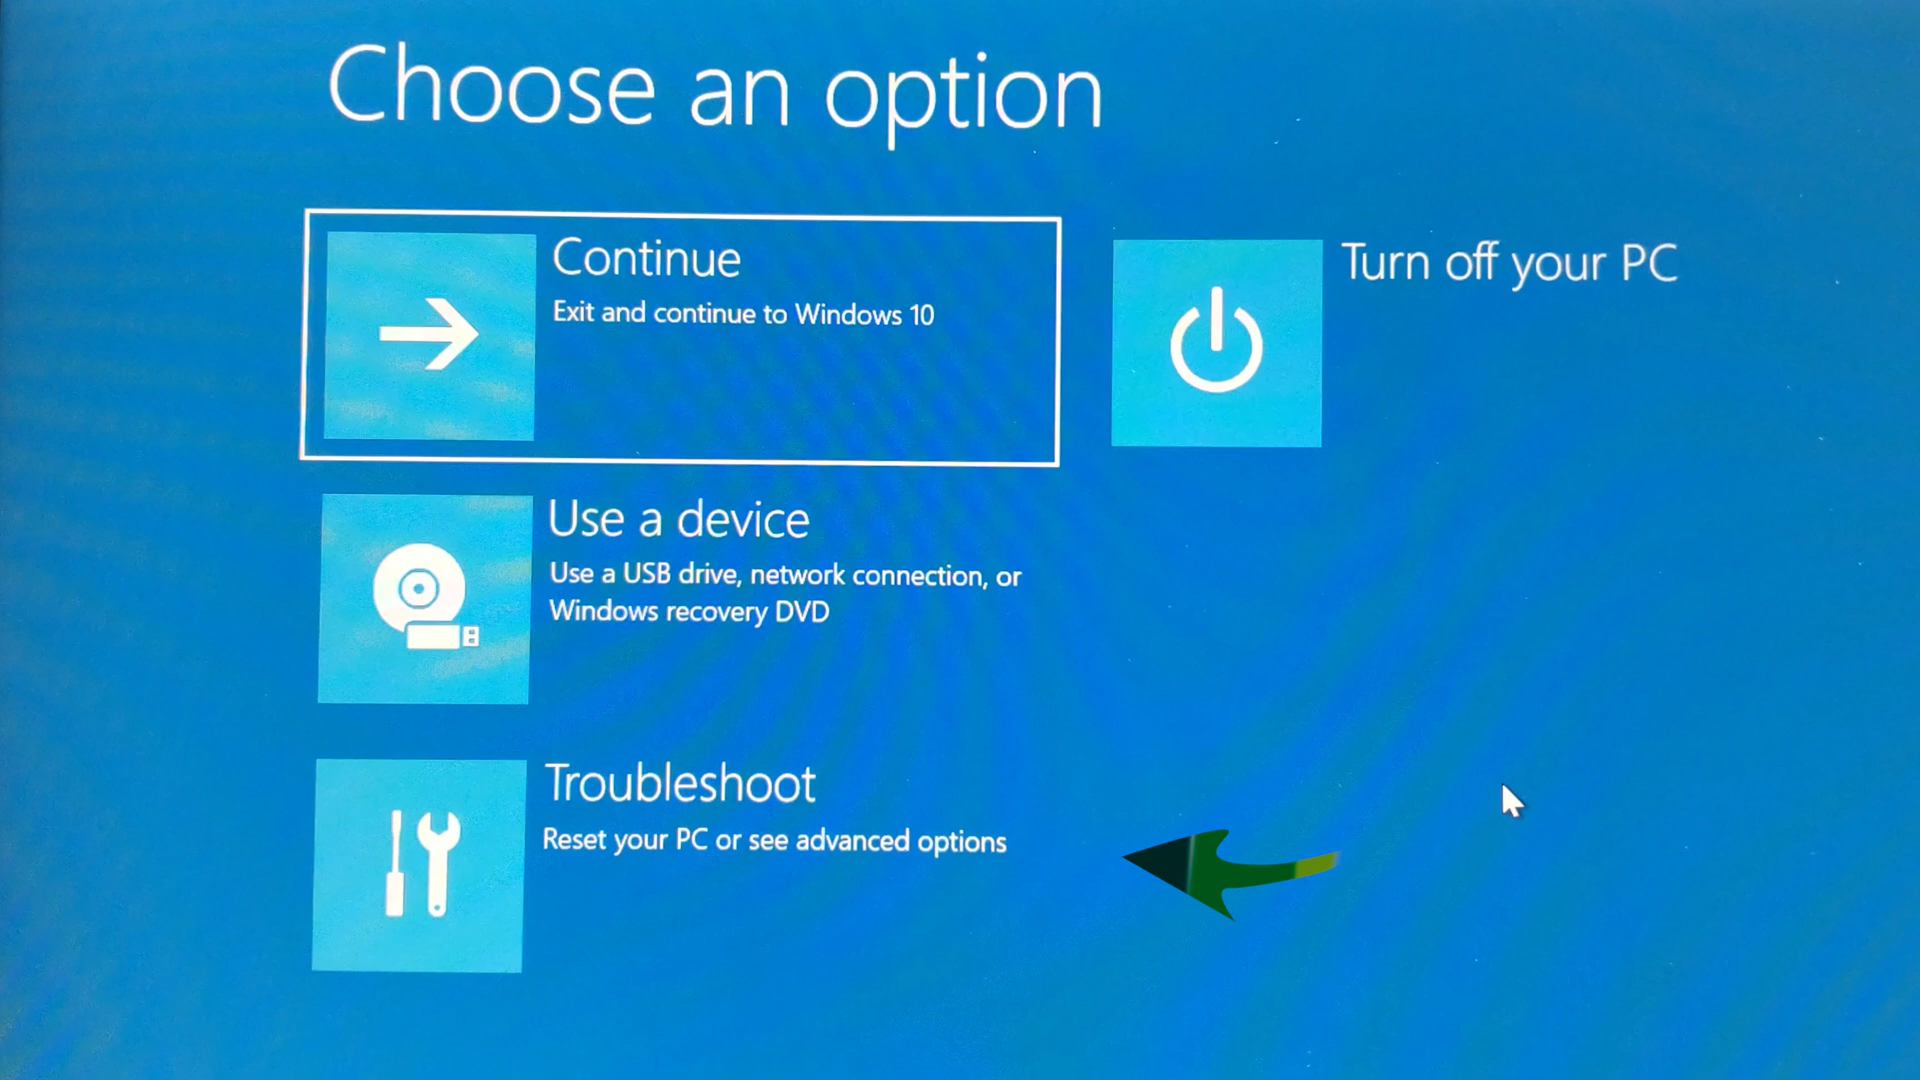 Choose an option
Continue
Exit and continue to Windows 10
Turn off your PC
Use a device
Use a USB drive, network connection, or
Windows recovery DVD
Troubleshoot
Reset your PC or see advanced options